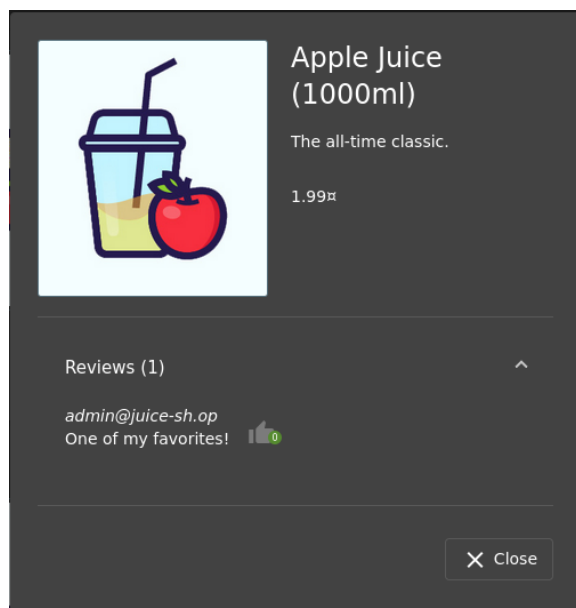 Apple Juice
(1000ml)
The all-time classic.
1.99¤
Reviews (1)
admin@juice-sh.op
One of my favorites!
0
Close